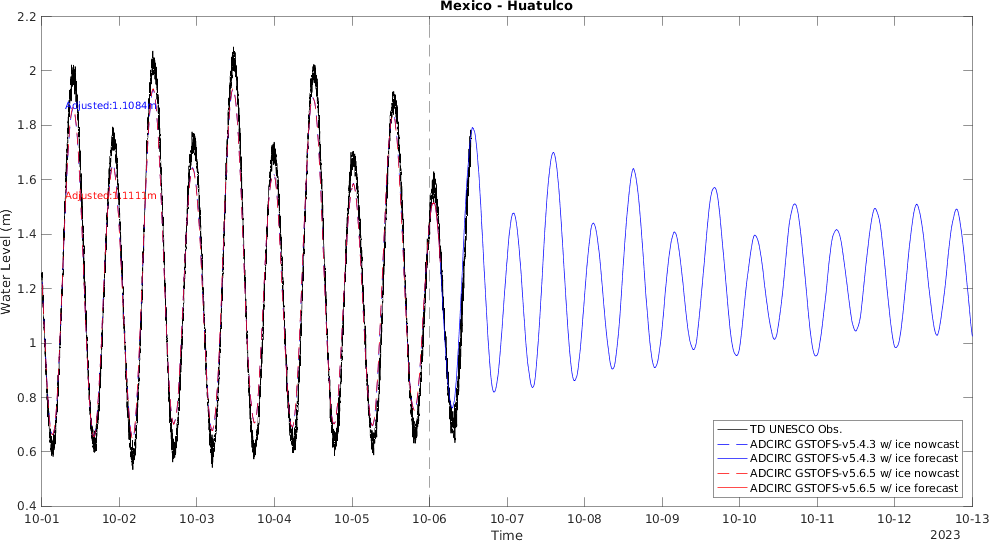 Mexico - Huatulco
2.2
2
1.8
1.6
1.4
1.2
1
0.8
0.6
0.4
Water Level (m)
Adjusted:1.1084m
Adjusted:1.1111m
TD UNESCO Obs.
ADCIRC GSTOFS-v5.4.3 w/ ice nowcast
ADCIRC GSTOFS-v5.4.3 w/ ice forecast
ADCIRC GSTOFS-v5.6.5 w/ ice nowcast
ADCIRC GSTOFS-v5.6.5 w/ ice forecast
10-01 10-02 10-03 10-04 10-05 10-06 10-07 10-08 10-09 10-10 10-11 10-12 10-13
Time
2023